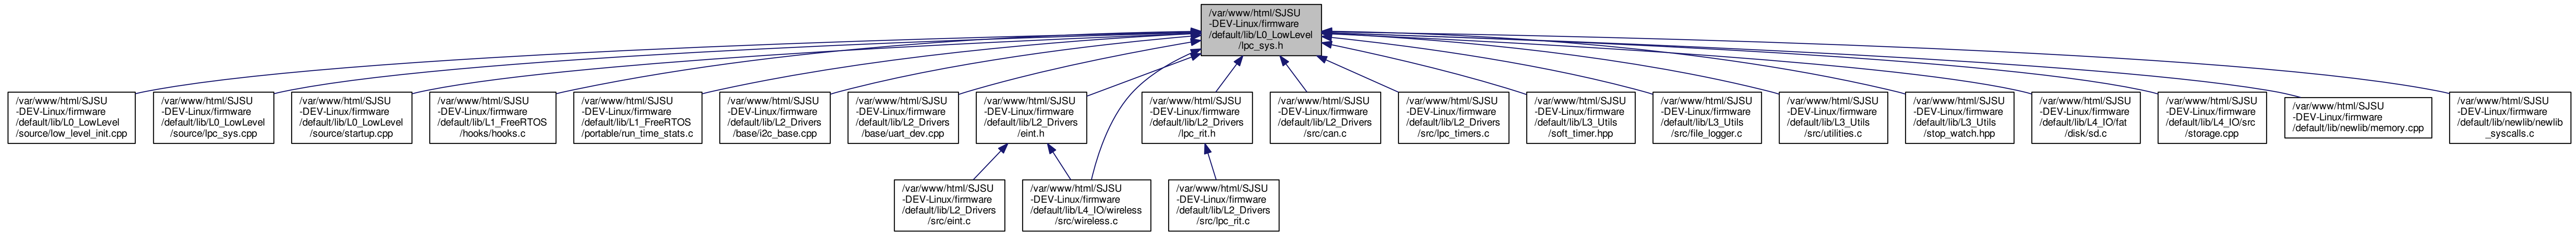 /var/www/html/SJSU
-DEV-Linux/firmware
/default/lib/L0_LowLevel
/lpc_sys.h
/var/www/html/SJSU
-DEV-Linux/firmware
/default/lib/L0_LowLevel
/source/low_level_init.cpp
/var/www/html/SJSU
-DEV-Linux/firmware
/default/lib/L0_LowLevel
/source/lpc_sys.cpp
/var/www/html/SJSU
-DEV-Linux/firmware
/default/lib/L0_LowLevel
/source/startup.cpp
/var/www/html/SJSU
-DEV-Linux/firmware
/default/lib/L1_FreeRTOS
/hooks/hooks.c
/var/www/html/SJSU
-DEV-Linux/firmware
/default/lib/L1_FreeRTOS
/portable/run_time_stats.c
/var/www/html/SJSU
-DEV-Linux/firmware
/default/lib/L2_Drivers
/base/i2c_base.cpp
/var/www/html/SJSU
-DEV-Linux/firmware
/default/lib/L2_Drivers
/base/uart_dev.cpp
/var/www/html/SJSU
-DEV-Linux/firmware
/default/lib/L2_Drivers
/eint.h
/var/www/html/SJSU
-DEV-Linux/firmware
/default/lib/L2_Drivers
/lpc_rit.h
/var/www/html/SJSU
-DEV-Linux/firmware
/default/lib/L2_Drivers
/src/can.c
/var/www/html/SJSU
-DEV-Linux/firmware
/default/lib/L2_Drivers
/src/lpc_timers.c
/var/www/html/SJSU
-DEV-Linux/firmware
/default/lib/L3_Utils
/soft_timer.hpp
/var/www/html/SJSU
-DEV-Linux/firmware
/default/lib/L3_Utils
/src/file_logger.c
/var/www/html/SJSU
-DEV-Linux/firmware
/default/lib/L3_Utils
/src/utilities.c
/var/www/html/SJSU
-DEV-Linux/firmware
/default/lib/L3_Utils
/stop_watch.hpp
/var/www/html/SJSU
-DEV-Linux/firmware
/default/lib/L4_IO/fat
/disk/sd.c
/var/www/html/SJSU
-DEV-Linux/firmware
/default/lib/L4_IO/src
/storage.cpp
/var/www/html/SJSU
-DEV-Linux/firmware
/default/lib/newlib/memory.cpp
/var/www/html/SJSU
-DEV-Linux/firmware
/default/lib/newlib/newlib
_syscalls.c
/var/www/html/SJSU
-DEV-Linux/firmware
/default/lib/L2_Drivers
/src/eint.c
/var/www/html/SJSU
-DEV-Linux/firmware
/default/lib/L4_IO/wireless
/src/wireless.c
/var/www/html/SJSU
-DEV-Linux/firmware
/default/lib/L2_Drivers
/src/lpc_rit.c